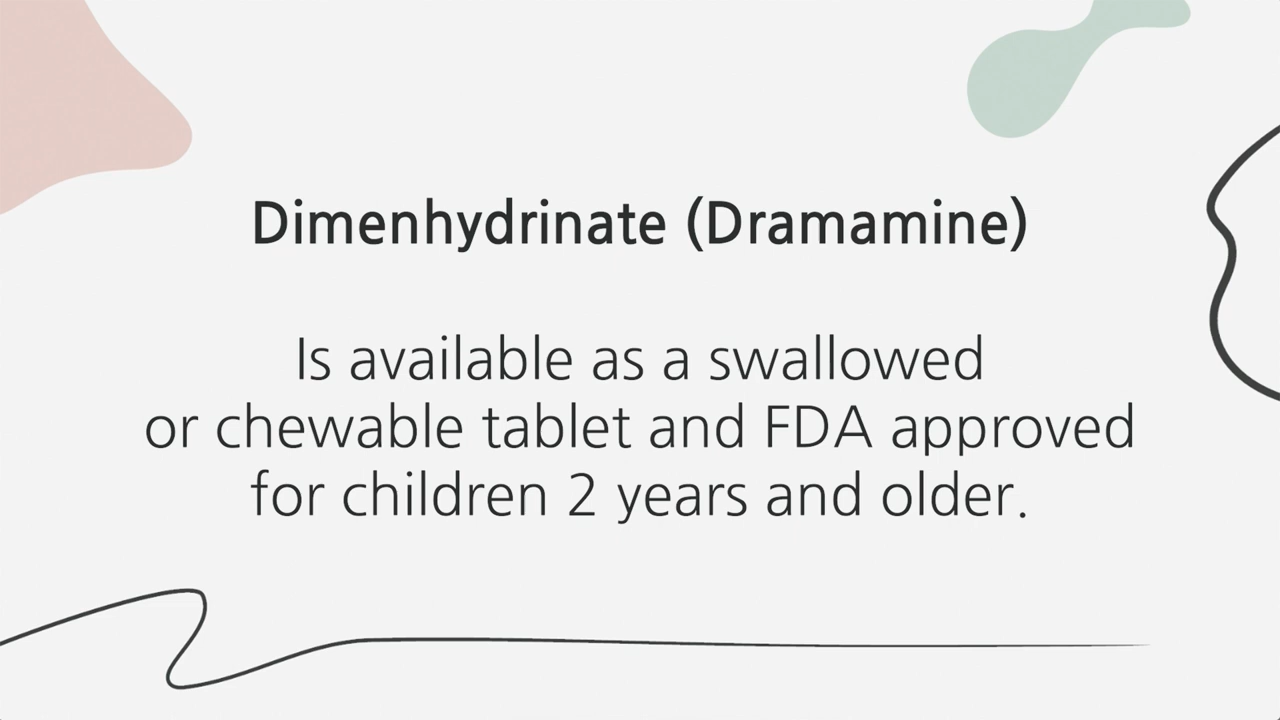 Dimenhydrinate (Dramamine)
Is available as a swallowed
or chewable tablet and FDA approved
for children 2 years and older.